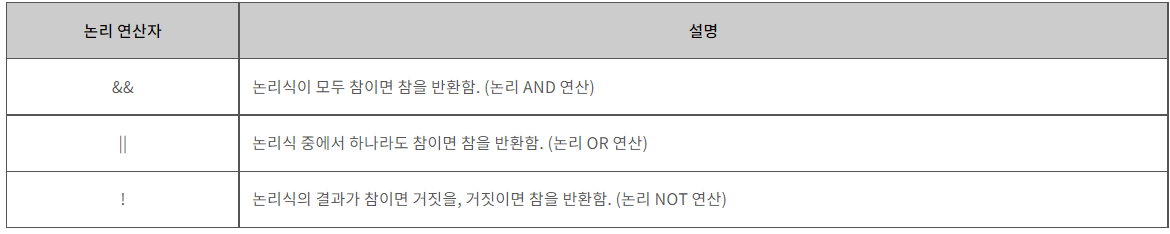 논리 연산자 설명
&& 논리식이 모두 참이면 참을 반환함. (논리 AND 연산)
|| 논리식 중에서 하나라도 참이면 참을 반환함. (논리 OR 연산)
! 논리식의 결과가 참이면 거짓을, 거짓이면 참을 반환함. (논리 NOT 연산)